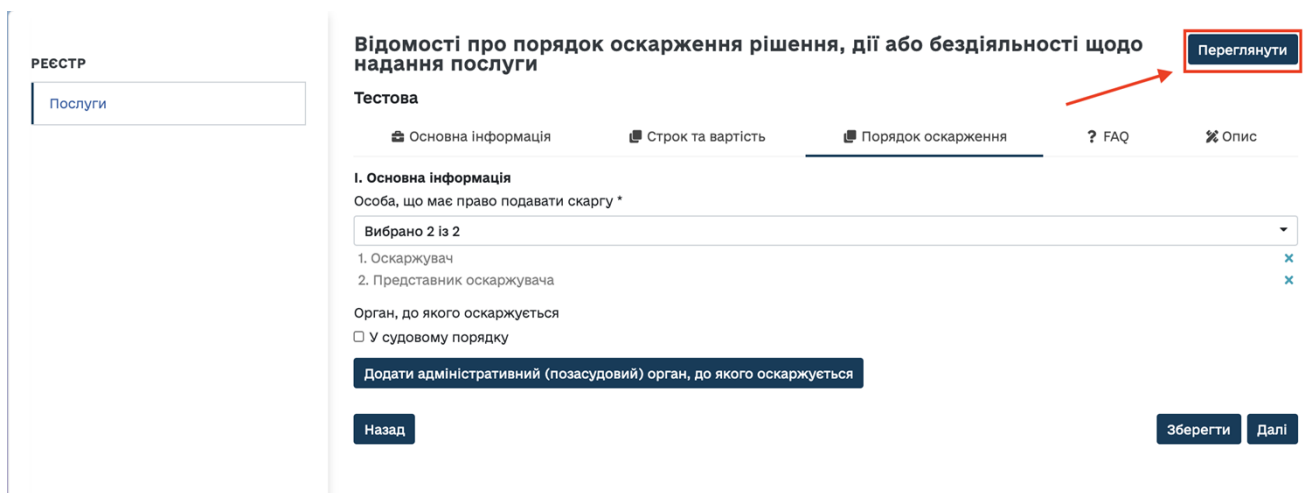 РЕЄСТР
Послуги
Відомості про порядок оскарження рішення, дії або бездіяльності щодо
надання послуги
Переглянути
Тестова
Основна інформація
Строк та вартість
Порядок оскарження
? FAQ
Опис
І. Основна інформація
Особа, що має право подавати скаргу *
Вибрано 2 із 2
1. Оскаржувач
2. Представник оскаржувача
Орган, до якого оскаржується
У судовому порядку
Додати адміністративний (позасудовий) орган, до якого оскаржується
Назад
Зберегти
Далі